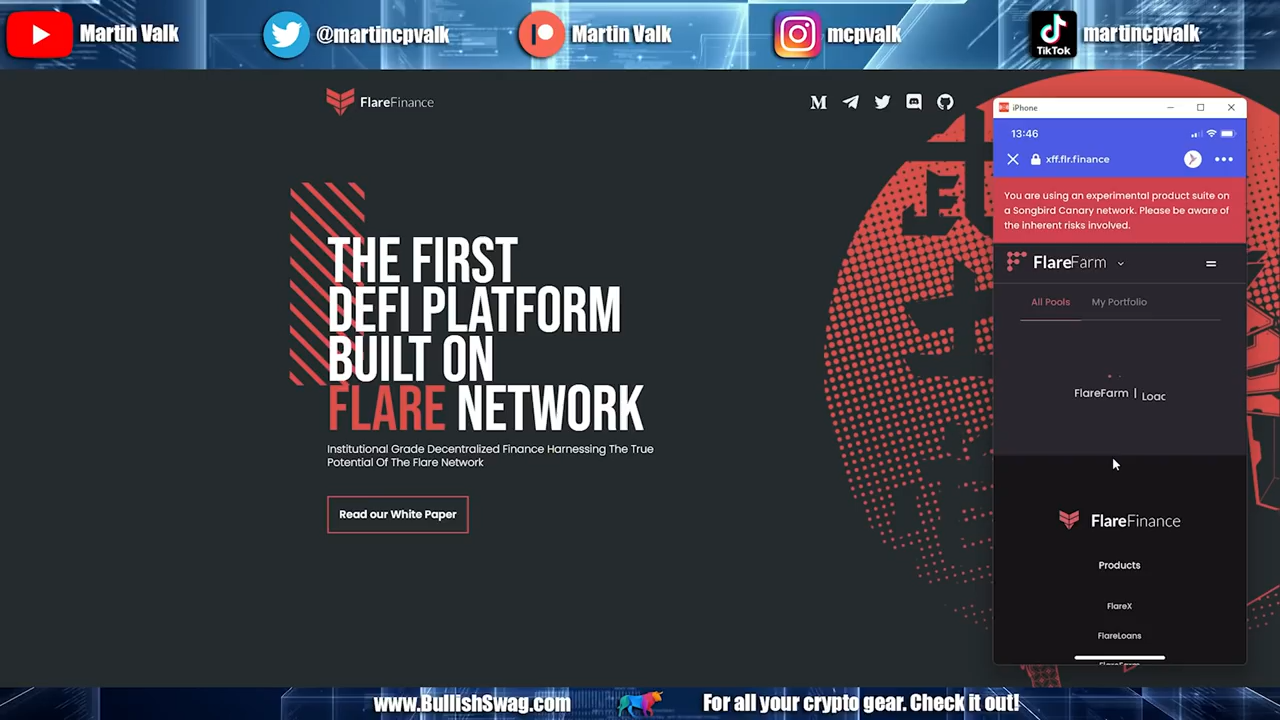 Martin Valk
@martincpvalk
Martin Valk
mcpvalk
TikTok
martincpvalk
FlareFinance
THE FIRST
DEFI PLATFORM
BUILT ON
FLARE NETWORK
Institutional Grade Decentralized Finance Harnessing The True
Potential Of The Flare Network
Read our White Paper
iPhone
13:46
xff.flr.finance
You are using an experimental product suite on
a Songbird Canary network. Please be aware of
the inherent risks involved.
FlareFarm
All Pools My Portfolio
FlareFarm | Loac
FlareFinance
Products
FlareX
FlareLoans
FlareFarm
www.BullishSwag.com
For all your crypto gear. Check it out!